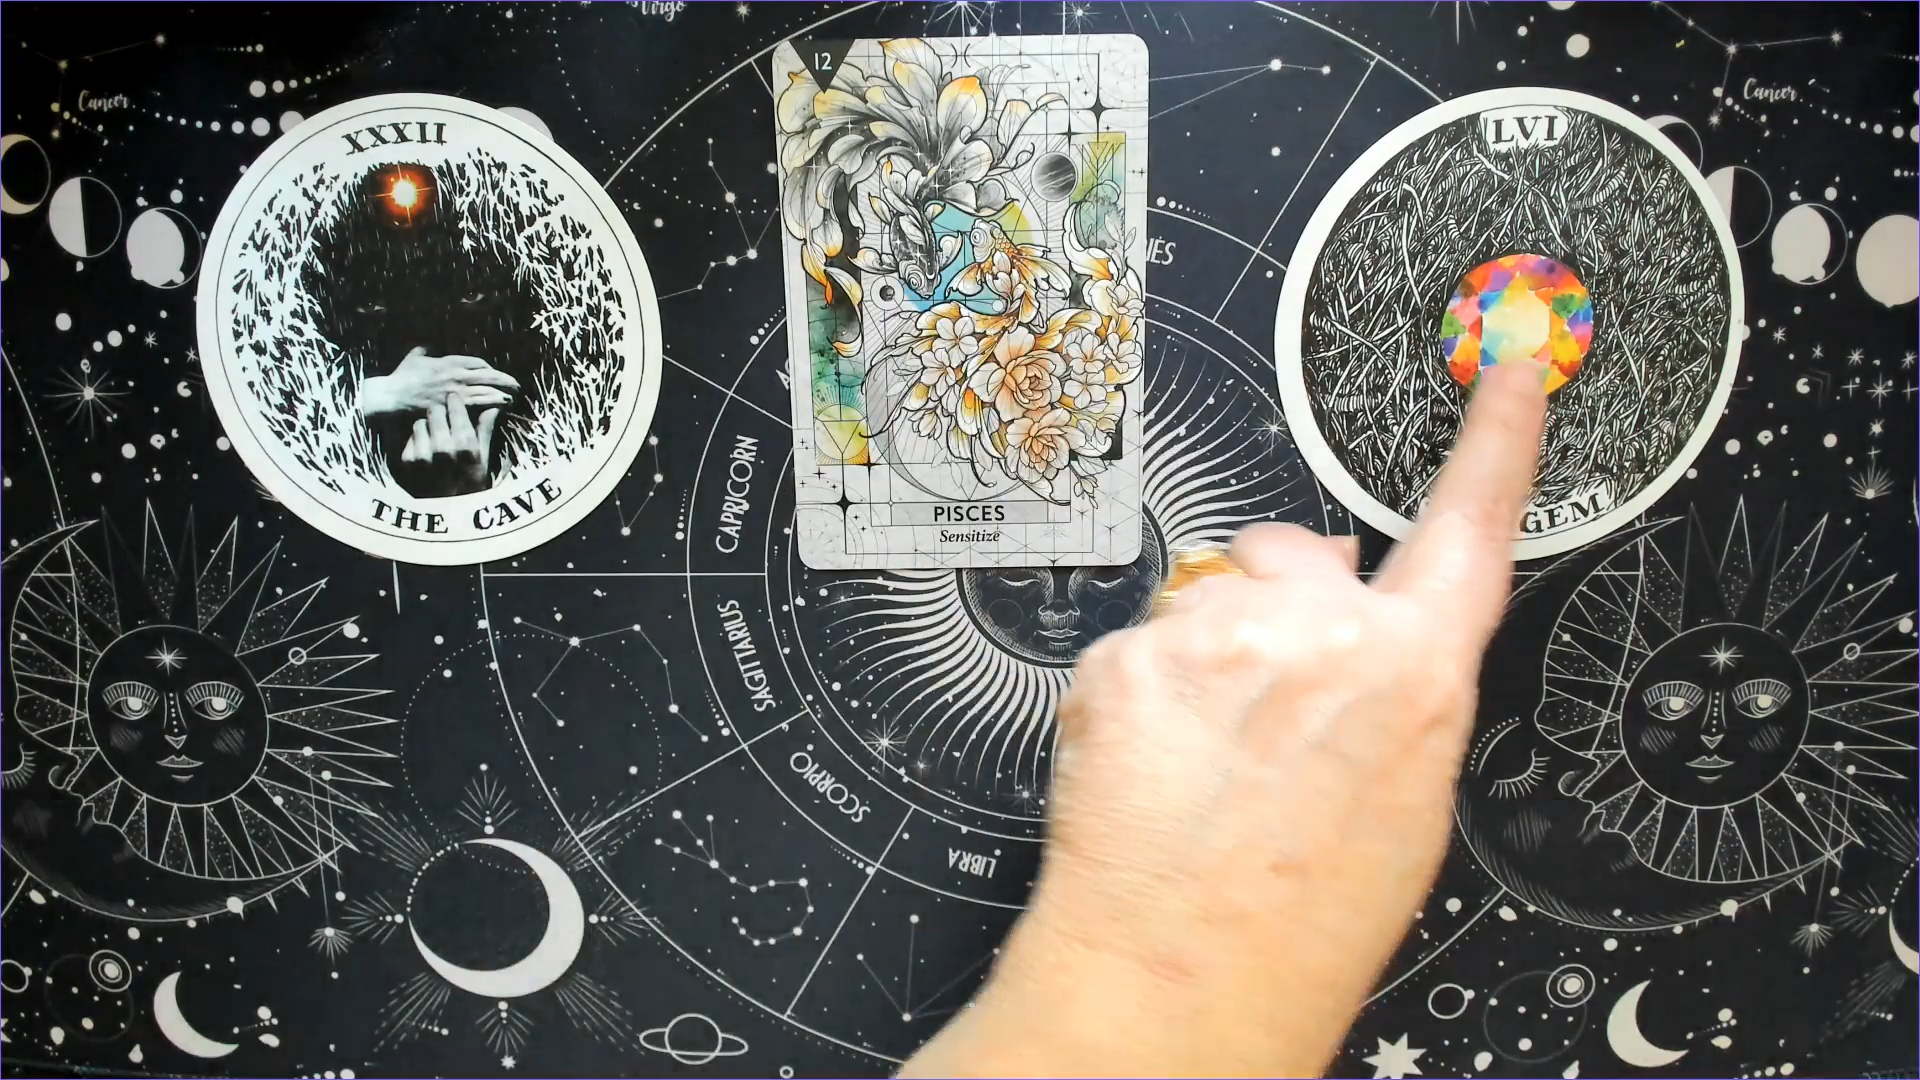 Virgo
Cancer
Cancer
XXXII
THE CAVE
12
PISCES
Sensitize
LVI
GEM
CAPRICORN
SAGITTARIUS
SCORPIO
LIBRA